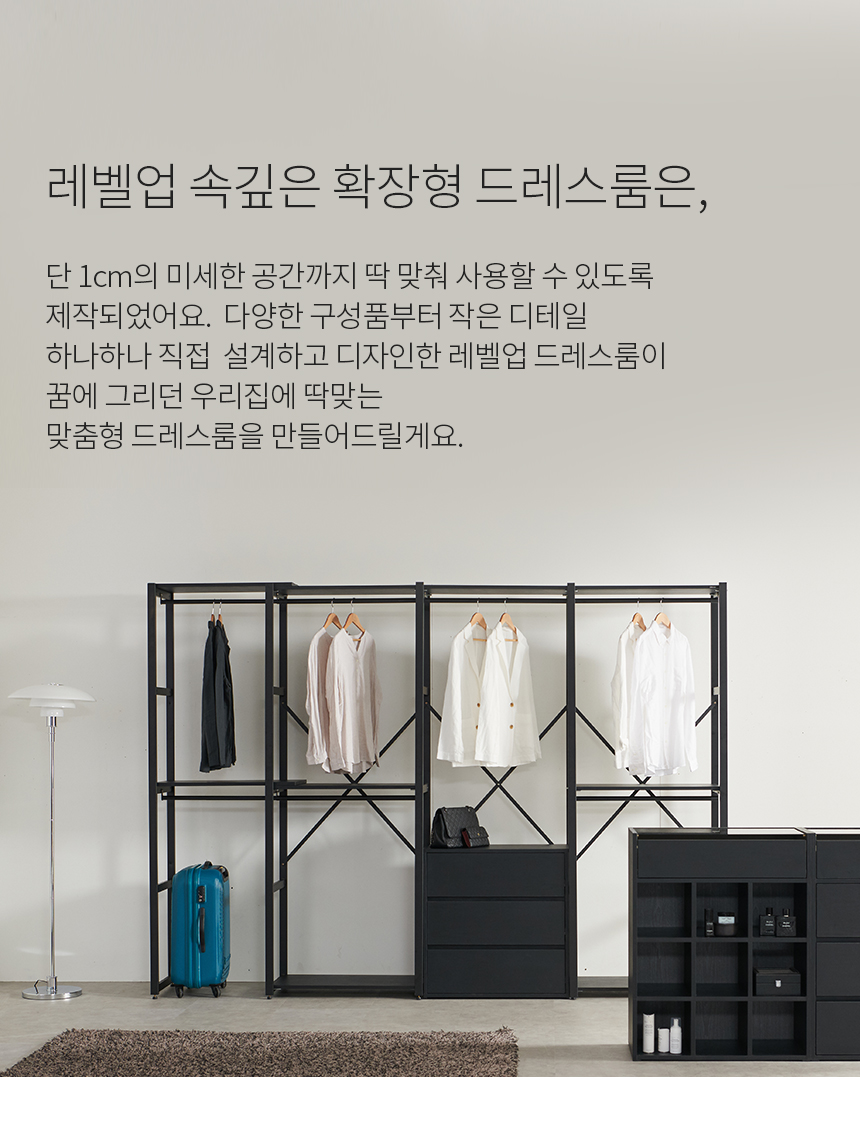 레벨업 속깊은 확장형 드레스룸은,
단 1cm의 미세한 공간까지 딱 맞춰 사용할 수 있도록
제작되었어요. 다양한 구성품부터 작은 디테일
하나하나 직접 설계하고 디자인한 레벨업 드레스룸이
꿈에 그리던 우리집에 딱맞는
맞춤형 드레스룸을 만들어드릴게요.